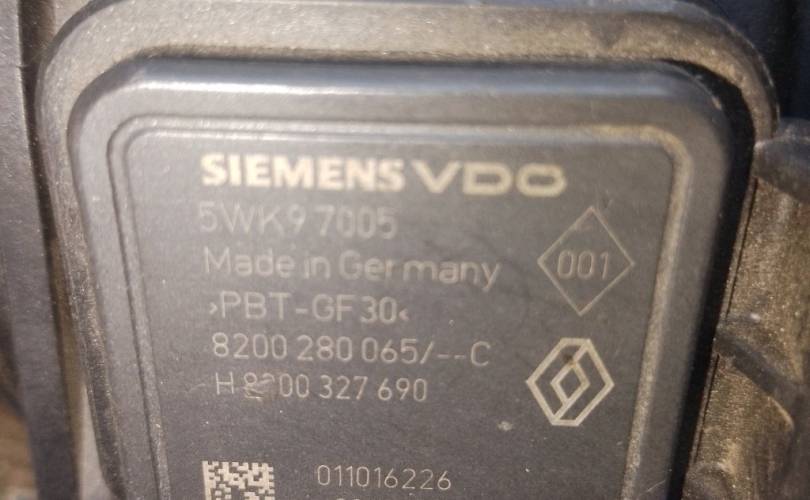 SIEMENS VDO
5WK9 7005
Made in Germany
001
›PBT-GF30‹
8200 280 065/--C
H 8200 327 690
011016226